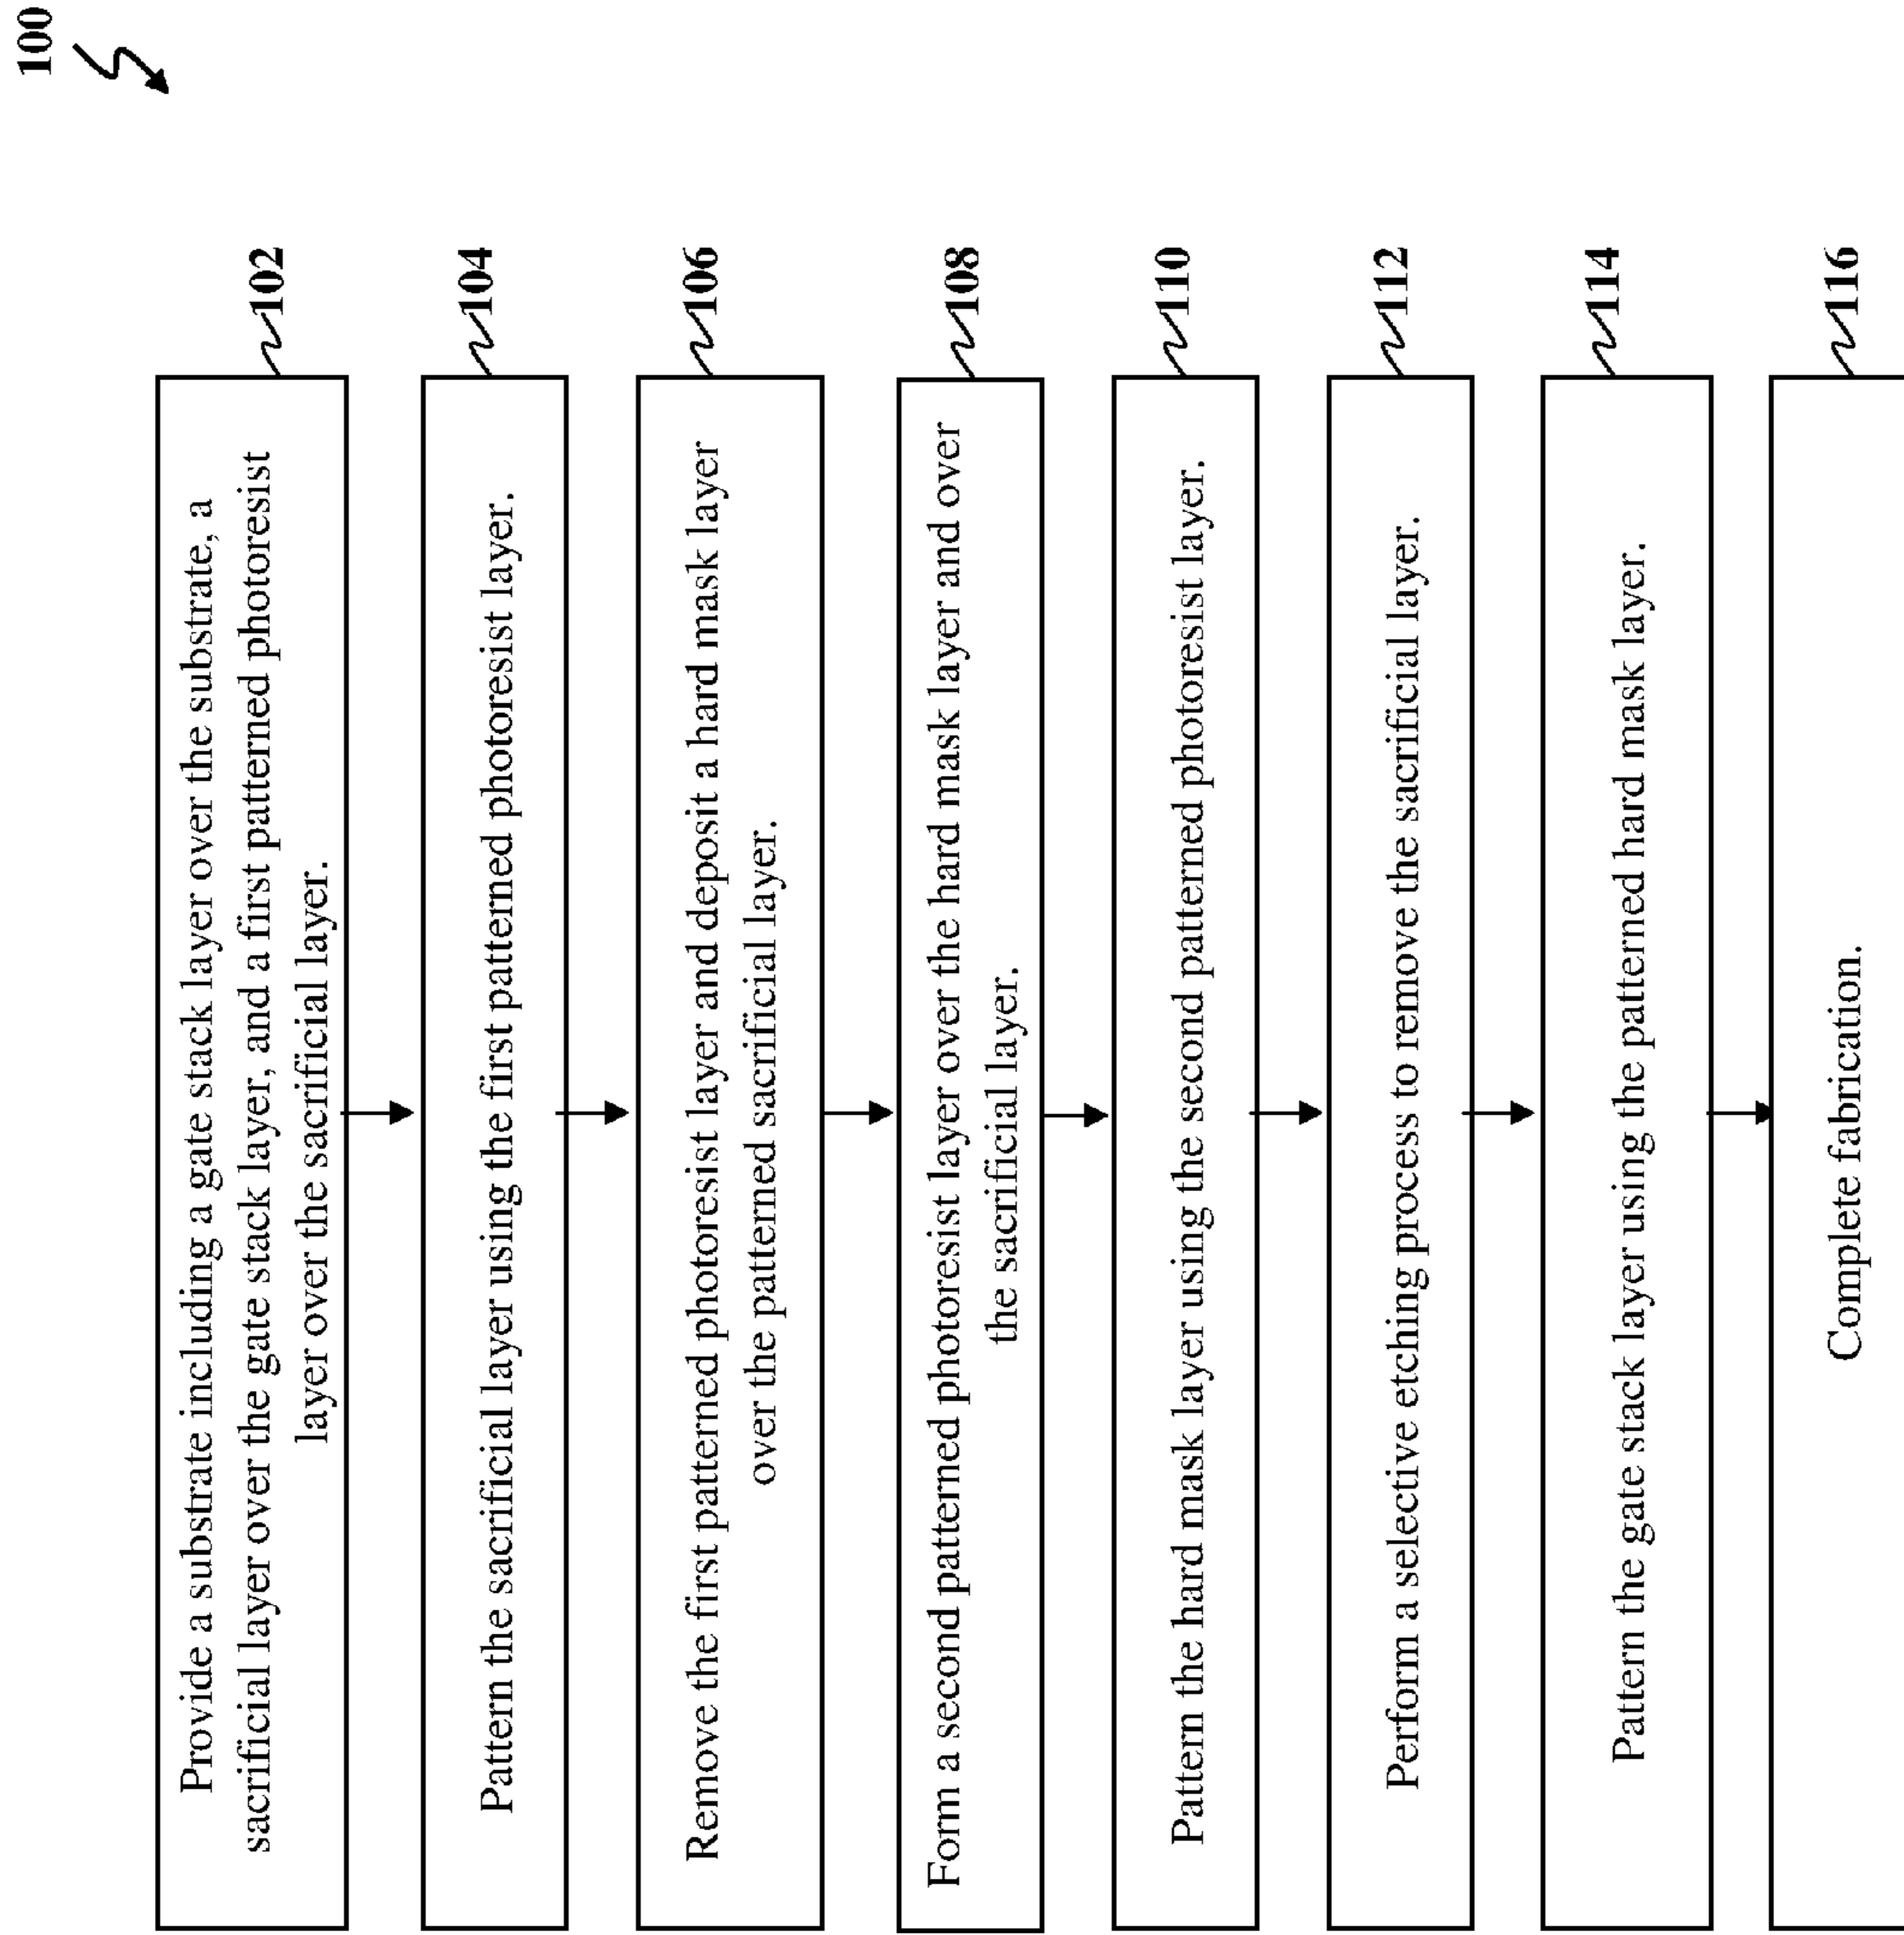 100
Provide a substrate including a gate stack layer over the substrate, a
sacrificial layer over the gate stack layer, and a first patterned photoresist
layer over the sacrificial layer.
102
Pattern the sacrificial layer using the first patterned photoresist layer.
104
Remove the first patterned photoresist layer and deposit a hard mask layer
over the patterned sacrificial layer.
106
Form a second patterned photoresist layer over the hard mask layer and over
the sacrificial layer.
108
Pattern the hard mask layer using the second patterned photoresist layer.
110
Perform a selective etching process to remove the sacrificial layer.
112
Pattern the gate stack layer using the patterned hard mask layer.
114
Complete fabrication.
116